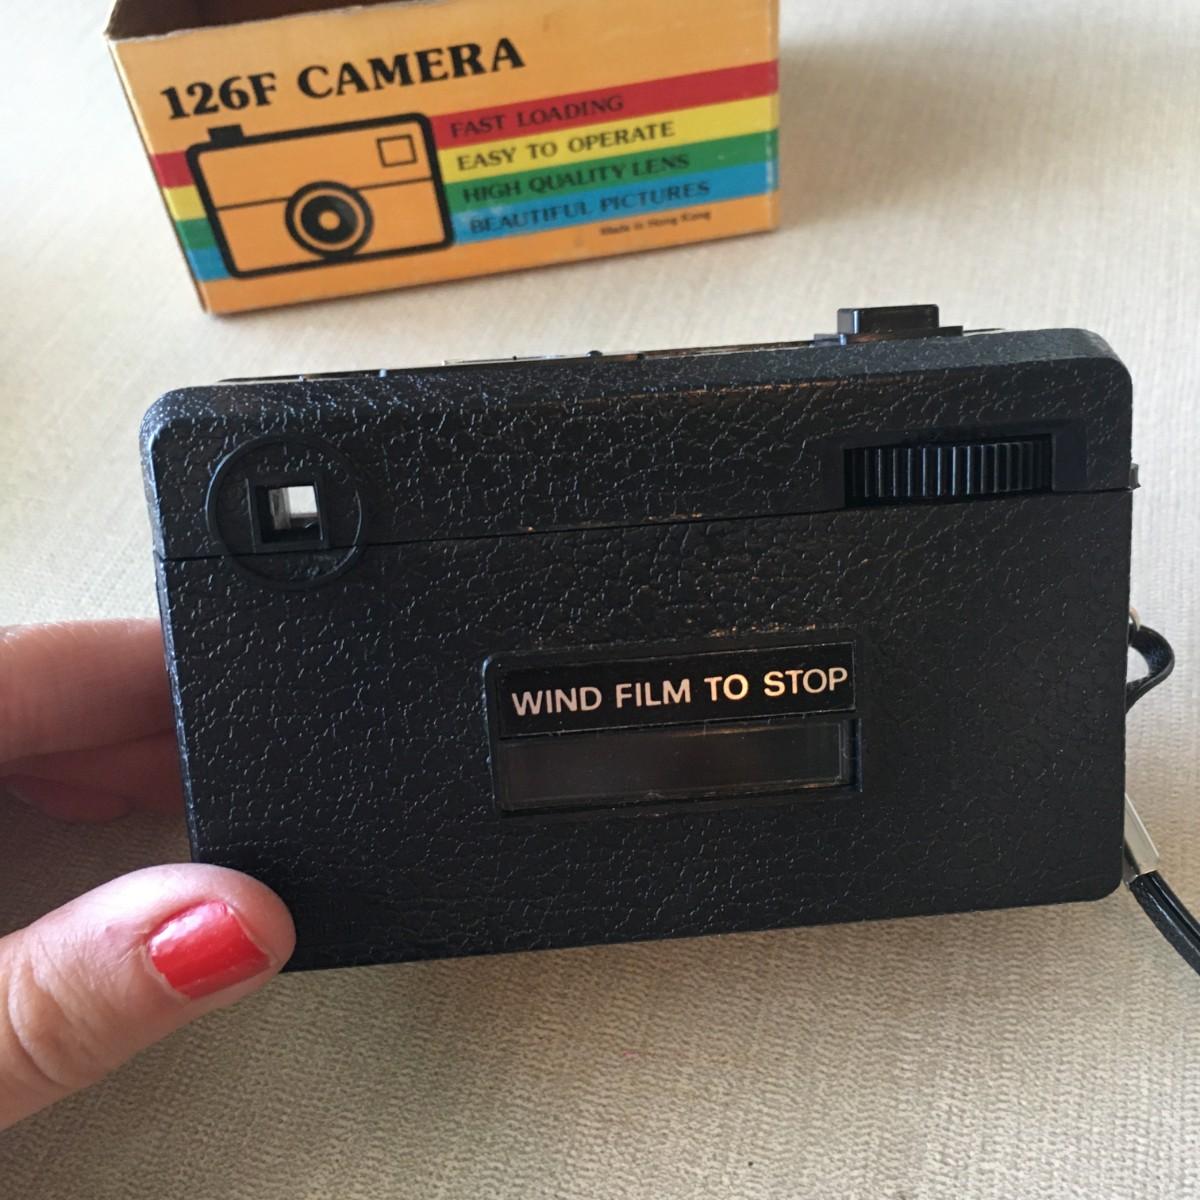 126F CAMERA
FAST LOADING
EASY TO OPERATE
HIGH QUALITY LENS
BEAUTIFUL PICTURES
Made in Hong Kong
WIND FILM TO STOP